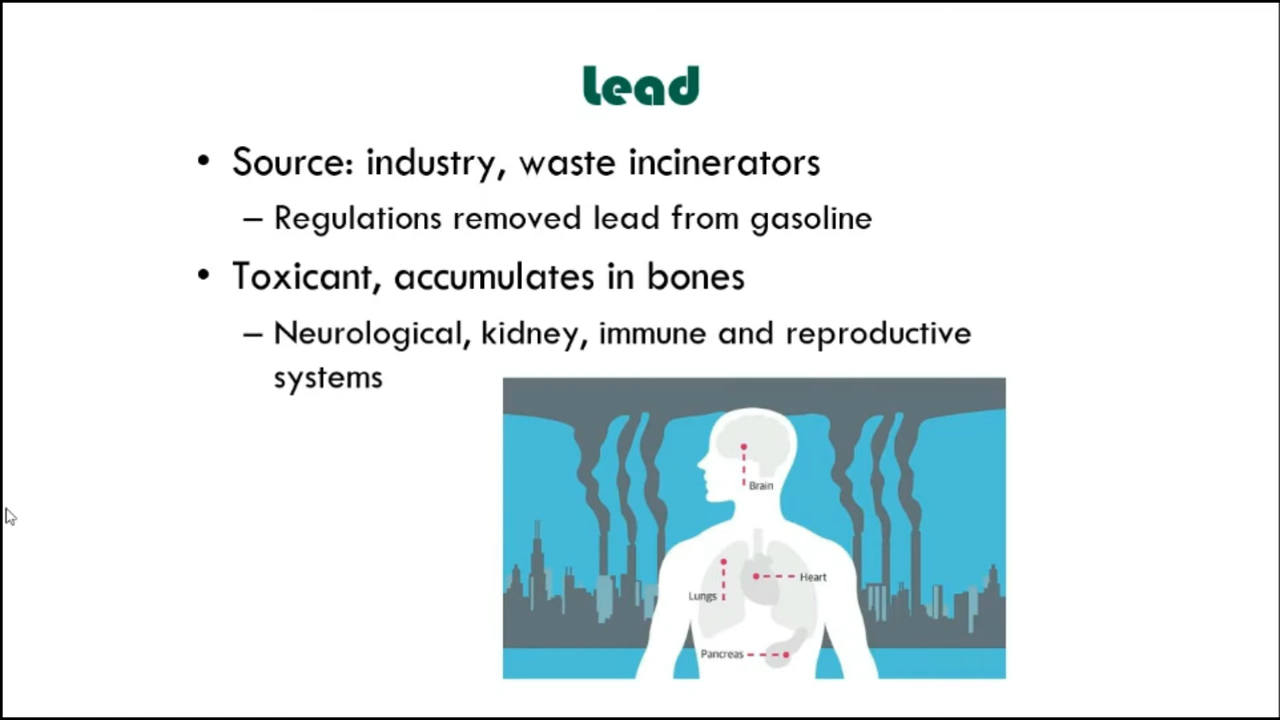 Lead
• Source: industry, waste incinerators
– Regulations removed lead from gasoline
• Toxicant, accumulates in bones
– Neurological, kidney, immune and reproductive
systems
Brain
Heart
Lungs
Pancreas